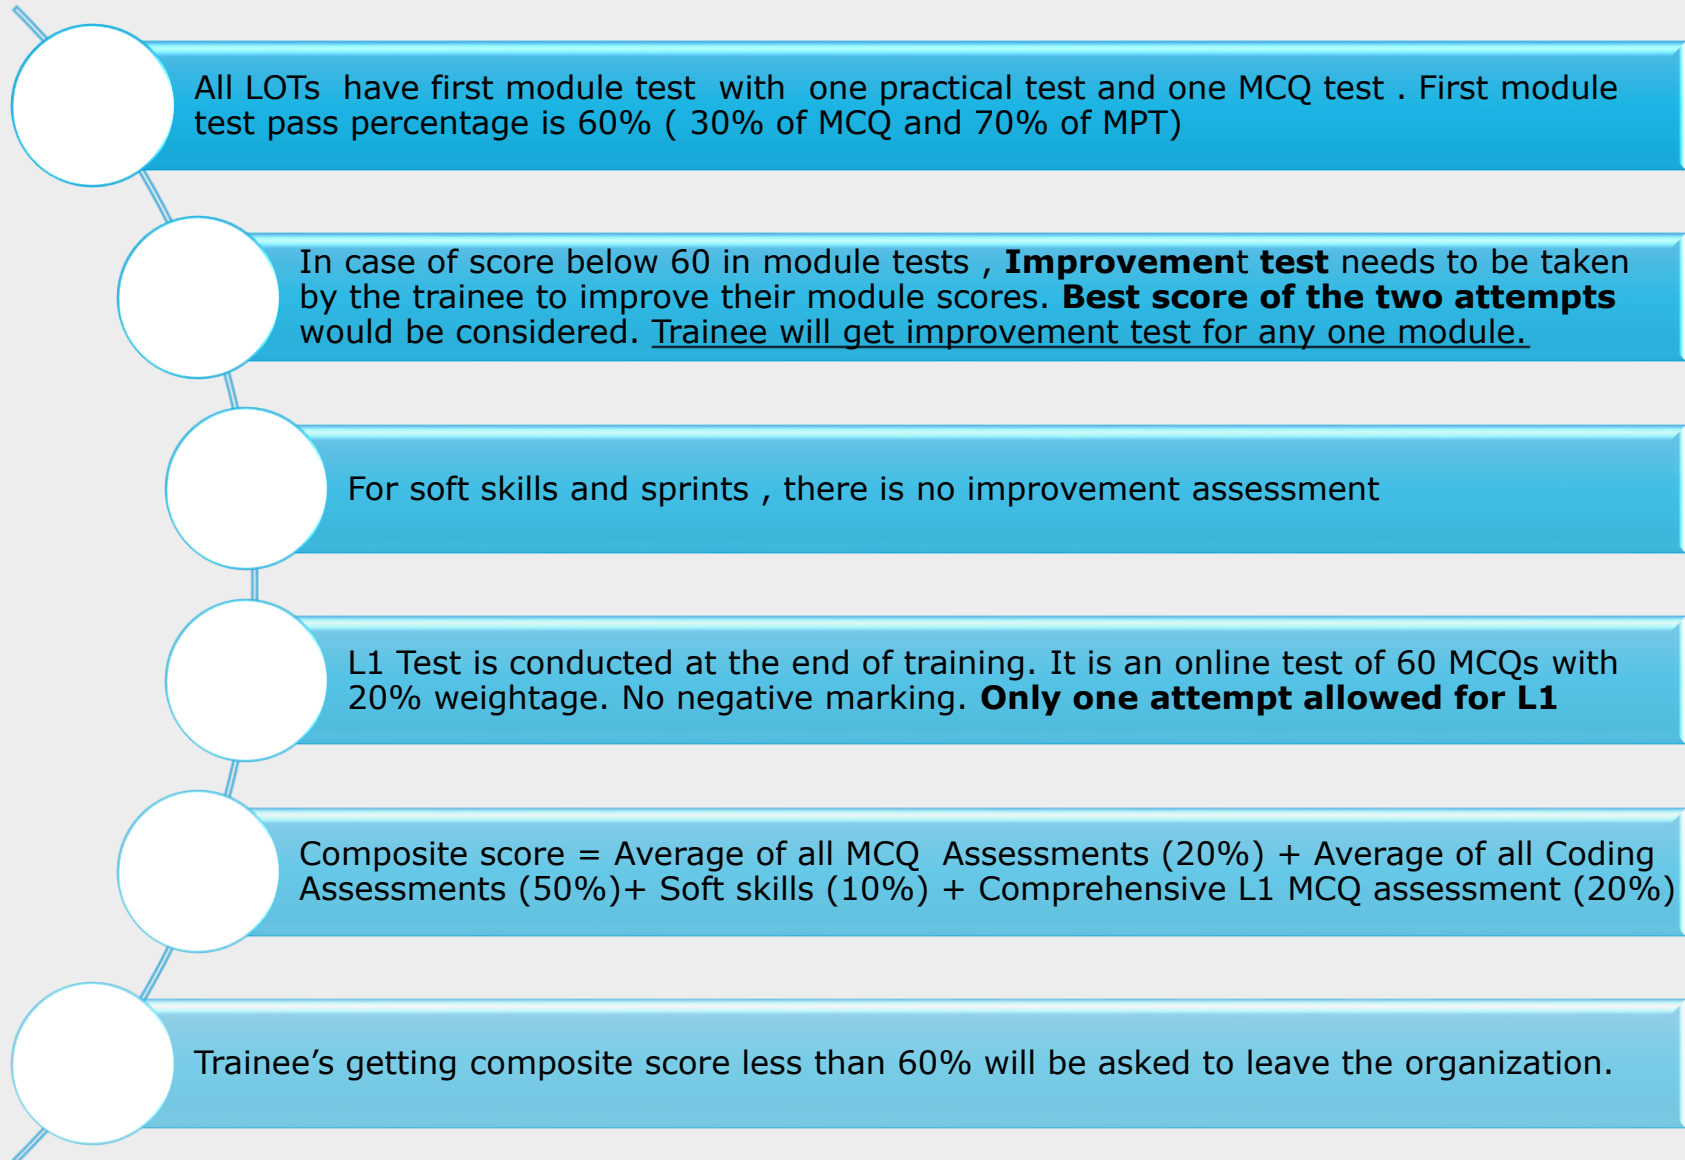 All LOTs  have first module test  with  one practical test and one MCQ test . First module
test pass percentage is 60% ( 30% of MCQ and 70% of MPT)
In case of score below 60 in module tests , Improvement test needs to be taken
by the trainee to improve their module scores. Best score of the two attempts
would be considered. Trainee will get improvement test for any one module.
For soft skills and sprints , there is no improvement assessment
L1 Test is conducted at the end of training. It is an online test of 60 MCQs with
20% weightage. No negative marking. Only one attempt allowed for L1
Composite score = Average of all MCQ  Assessments (20%) + Average of all Coding
Assessments (50%)+ Soft skills (10%) + Comprehensive L1 MCQ assessment (20%)
Trainee’s getting composite score less than 60% will be asked to leave the organization.